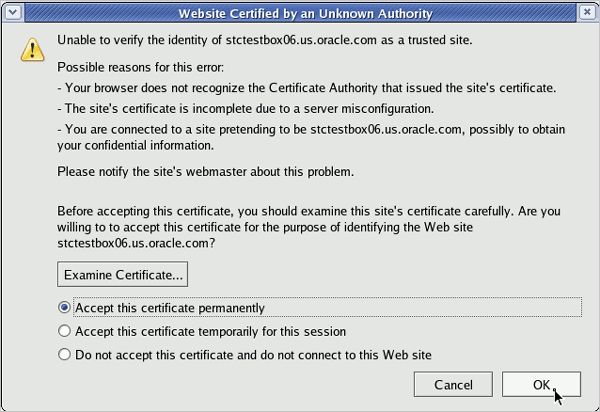 Website Certified by an Unknown Authority
Unable to verify the identity of stctestbox06.us.oracle.com as a trusted site.
Possible reasons for this error:
- Your browser does not recognize the Certificate Authority that issued the site's certificate.
- The site's certificate is incomplete due to a server misconfiguration.
- You are connected to a site pretending to be stctestbox06.us.oracle.com, possibly to obtain
your confidential information.
Please notify the site's webmaster about this problem.
Before accepting this certificate, you should examine this site's certificate carefully. Are you
willing to to accept this certificate for the purpose of identifying the Web site
stctestbox06.us.oracle.com?
Examine Certificate...
Accept this certificate permanently
Accept this certificate temporarily for this session
Do not accept this certificate and do not connect to this Web site
Cancel
OK